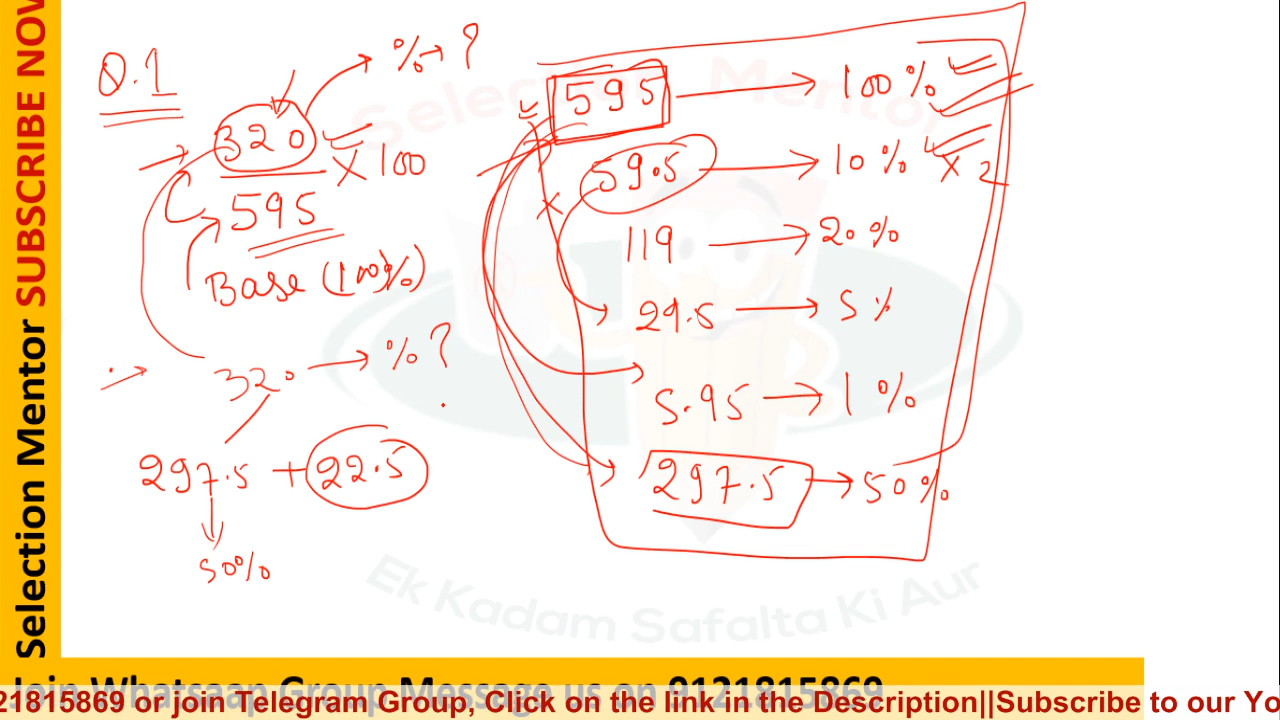 Selection Mentor SUBSCRIBE NOW
Q.1
%→ ?
320
× 100
595
Base (100%)
320 → % ?
297.5 + 22.5
50%
595 → 100 %
59.5 → 10 % × 2
119 → 20 %
29.5 → 5 %
5.95 → 1 %
297.5 → 50 %
Selection Mentor
Ek Kadam Safalta Ki Aur
Join Whatsaap Group Message us on 9121815869
21815869 or join Telegram Group, Click on the link in the Description||Subscribe to our Yo